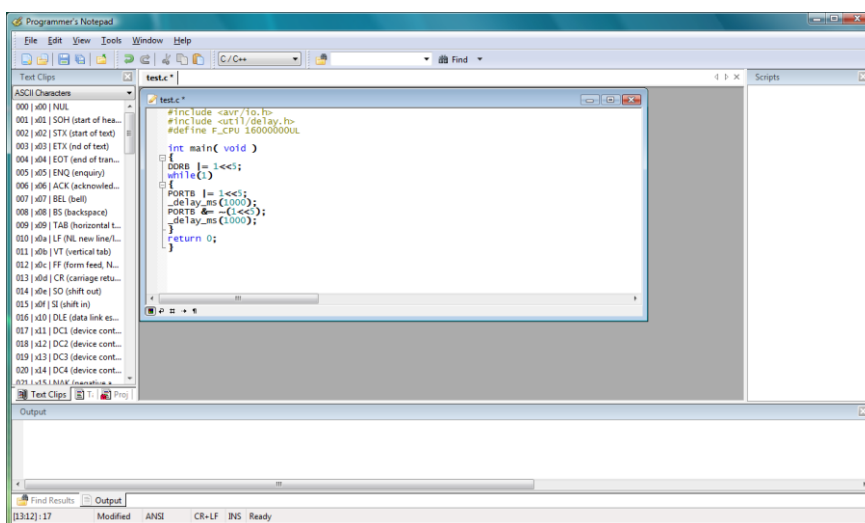 Programmer's Notepad
File Edit View Tools Window Help
C / C++ Find
Text Clips
test.c *
Scripts
ASCII Characters
000 | x00 | NUL
001 | x01 | SOH (start of hea...
002 | x02 | STX (start of text)
003 | x03 | ETX (nd of text)
004 | x04 | EOT (end of tran...
005 | x05 | ENQ (enquiry)
006 | x06 | ACK (acknowled...
007 | x07 | BEL (bell)
008 | x08 | BS (backspace)
009 | x09 | TAB (horizontal t...
010 | x0a | LF (NL new line/l...
011 | x0b | VT (vertical tab)
012 | x0c | FF (form feed, N...
013 | x0d | CR (carriage retu...
014 | x0e | SO (shift out)
015 | x0f | SI (shift in)
016 | x10 | DLE (data link es...
017 | x11 | DC1 (device cont...
018 | x12 | DC2 (device cont...
019 | x13 | DC3 (device cont...
020 | x14 | DC4 (device cont...
021 | x15 | NAK (negative a...
test.c *
#include <avr/io.h>
#include <util/delay.h>
#define F_CPU 16000000UL
int main( void )
{
DDRB |= 1<<5;
while(1)
{
PORTB |= 1<<5;
_delay_ms(1000);
PORTB &= ~(1<<5);
_delay_ms(1000);
}
return 0;
}
Text Clips Proj
Output
Find Results Output
[13:12] : 17 Modified ANSI CR+LF INS Ready